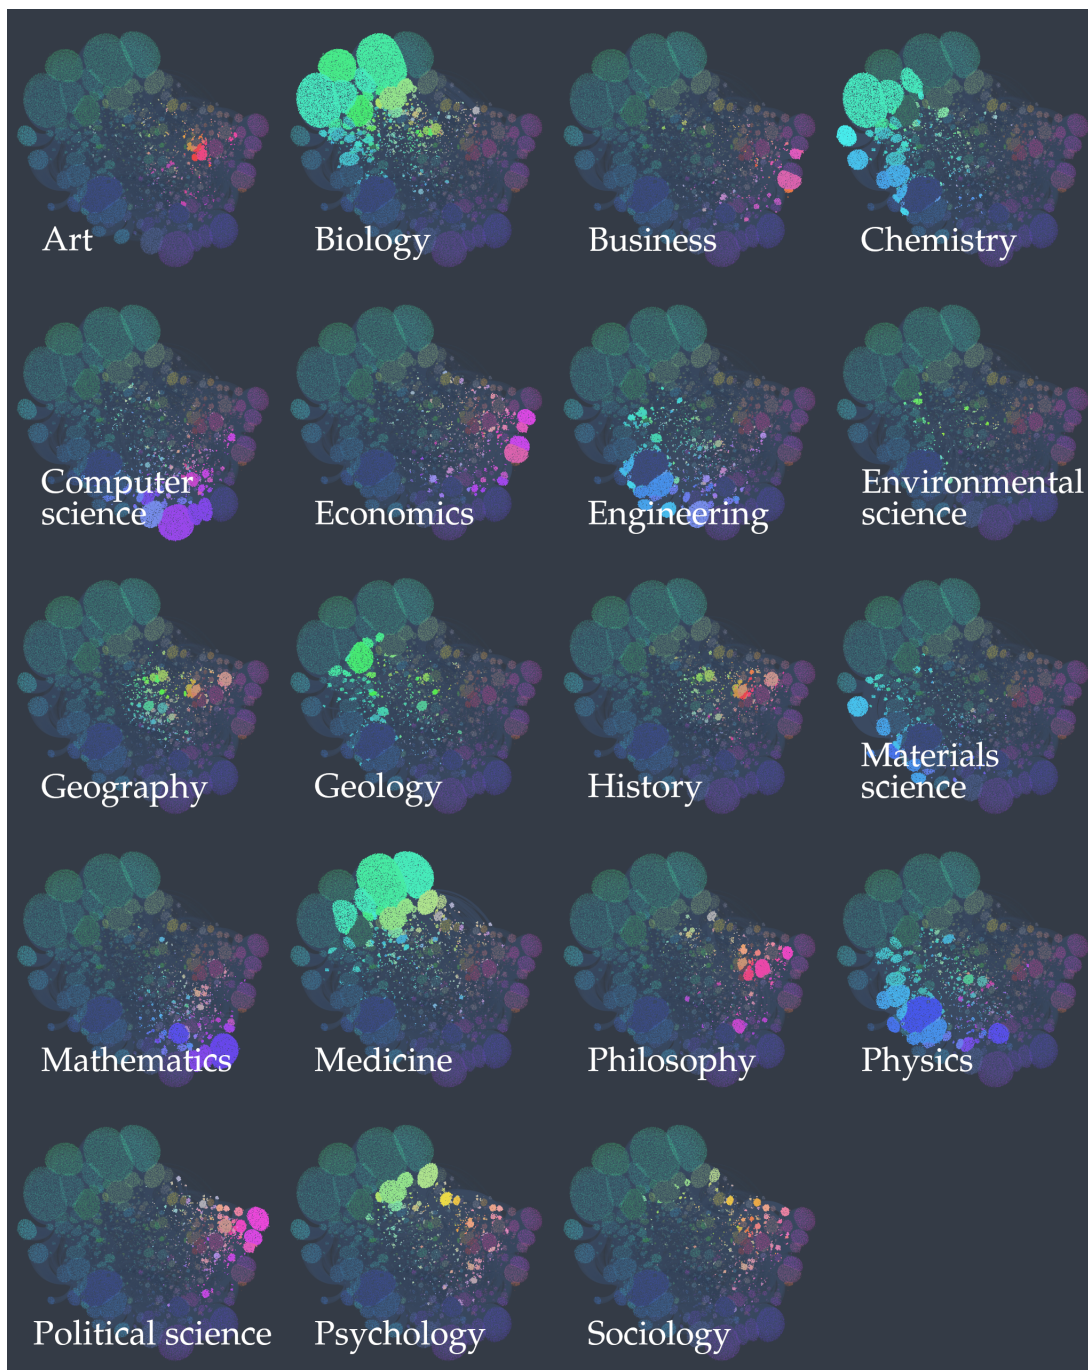 Art
Biology
Business
Chemistry
Computer
science
Economics
Engineering
Environmental
science
Geography
Geology
History
Materials
science
Mathematics
Medicine
Philosophy
Physics
Political science
Psychology
Sociology